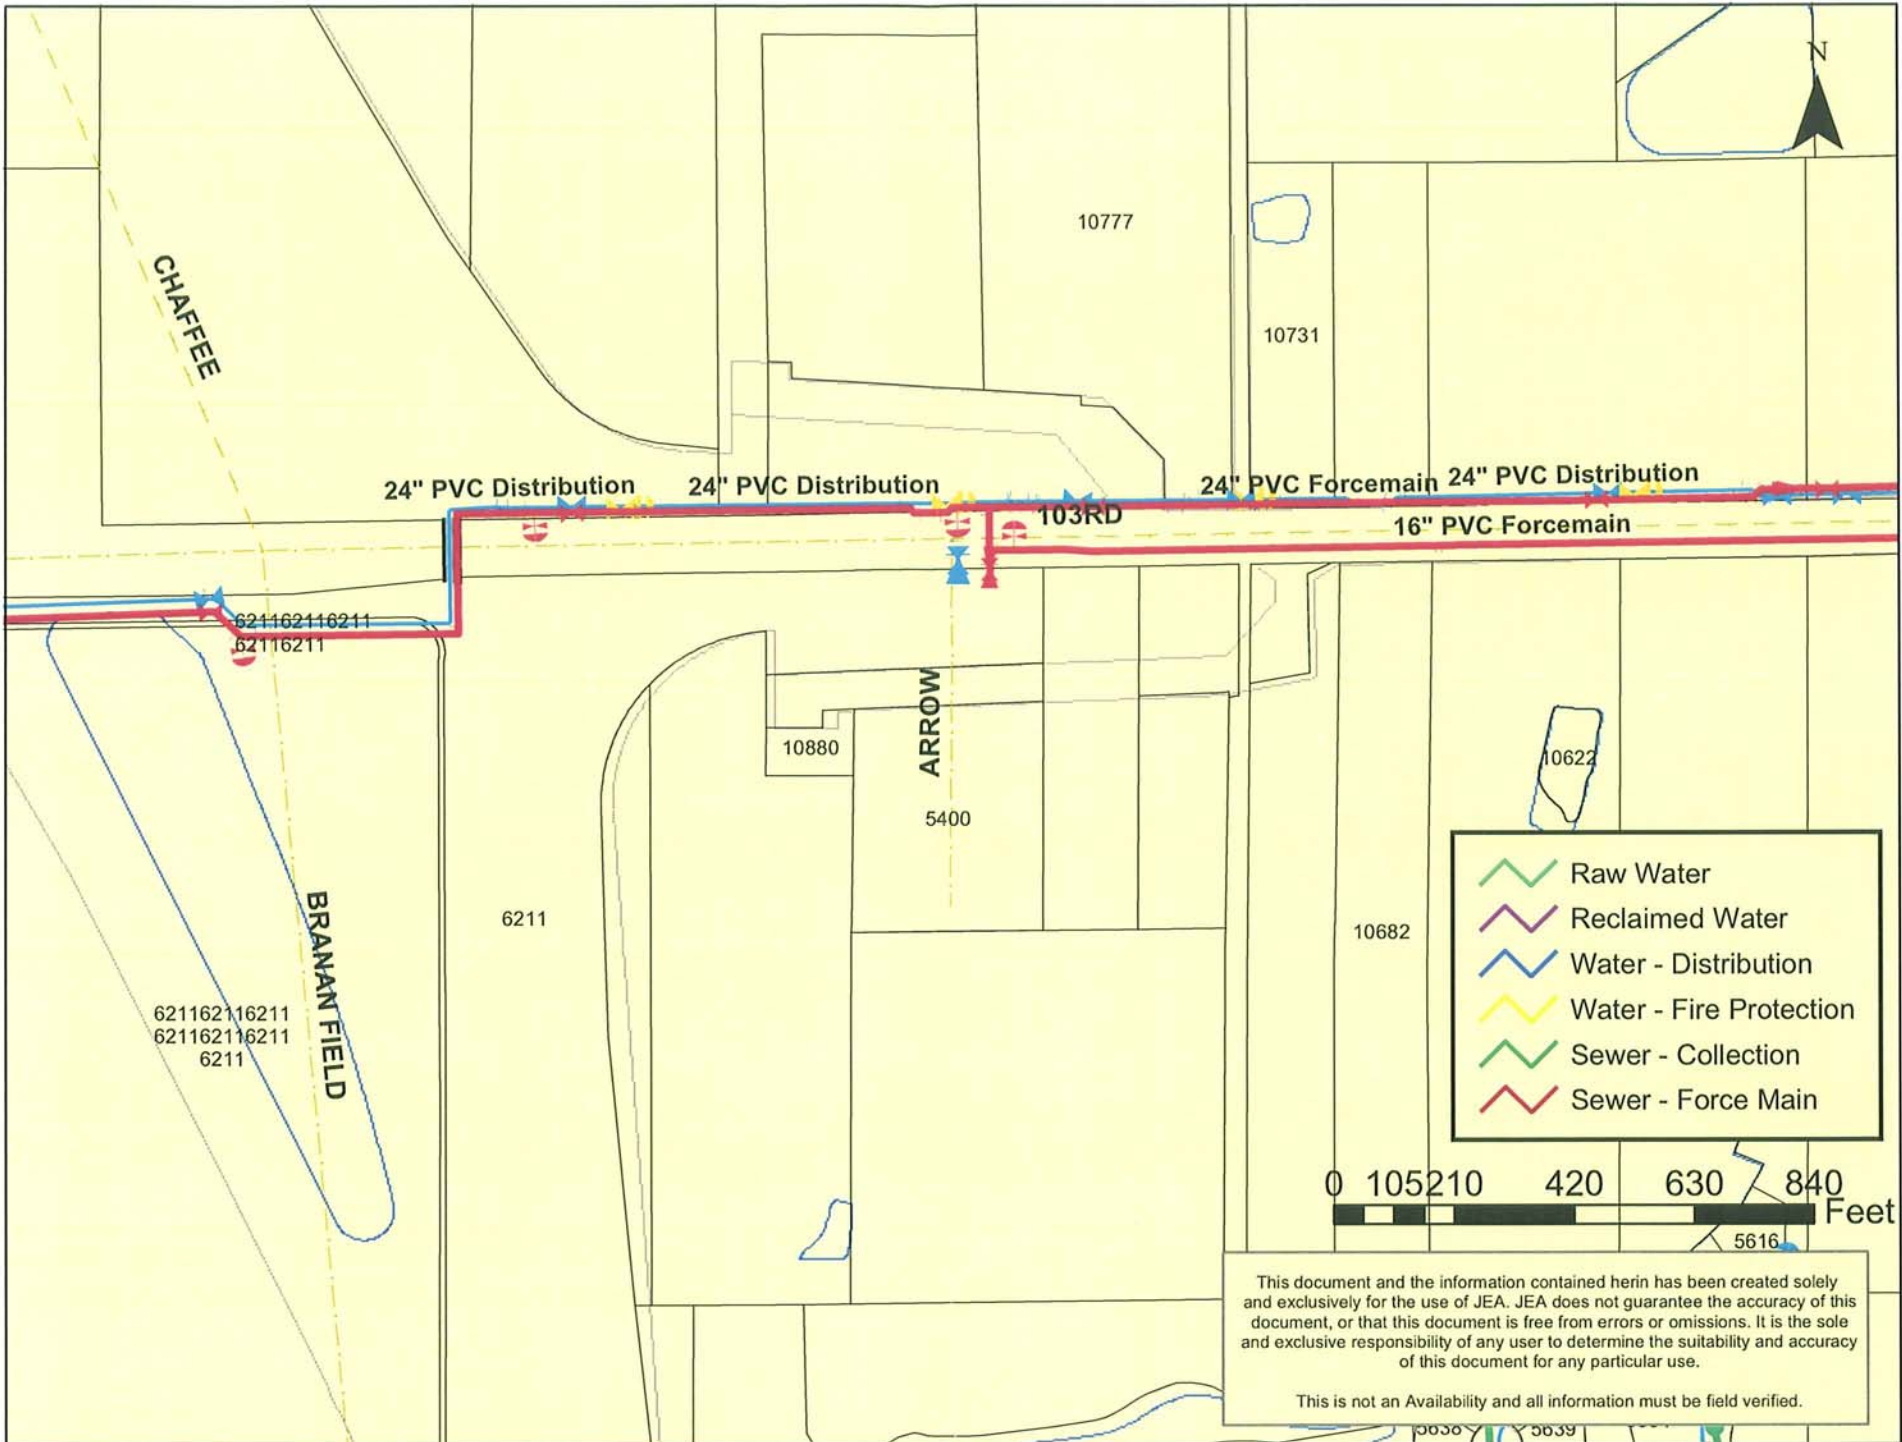 N
10777
10731
CHAFFEE
24" PVC Distribution
24" PVC Distribution
24" PVC Forcemain
24" PVC Distribution
103RD
16" PVC Forcemain
621162116211
62116211
ARROW
10880
10622
5400
6211
10682
BRANAN FIELD
621162116211
621162116211
6211
Raw Water
Reclaimed Water
Water - Distribution
Water - Fire Protection
Sewer - Collection
Sewer - Force Main
0 105210 420 630 840
Feet
5616
This document and the information contained herin has been created solely
and exclusively for the use of JEA. JEA does not guarantee the accuracy of this
document, or that this document is free from errors or omissions. It is the sole
and exclusive responsibility of any user to determine the suitability and accuracy
of this document for any particular use.
This is not an Availability and all information must be field verified.
5638
5639